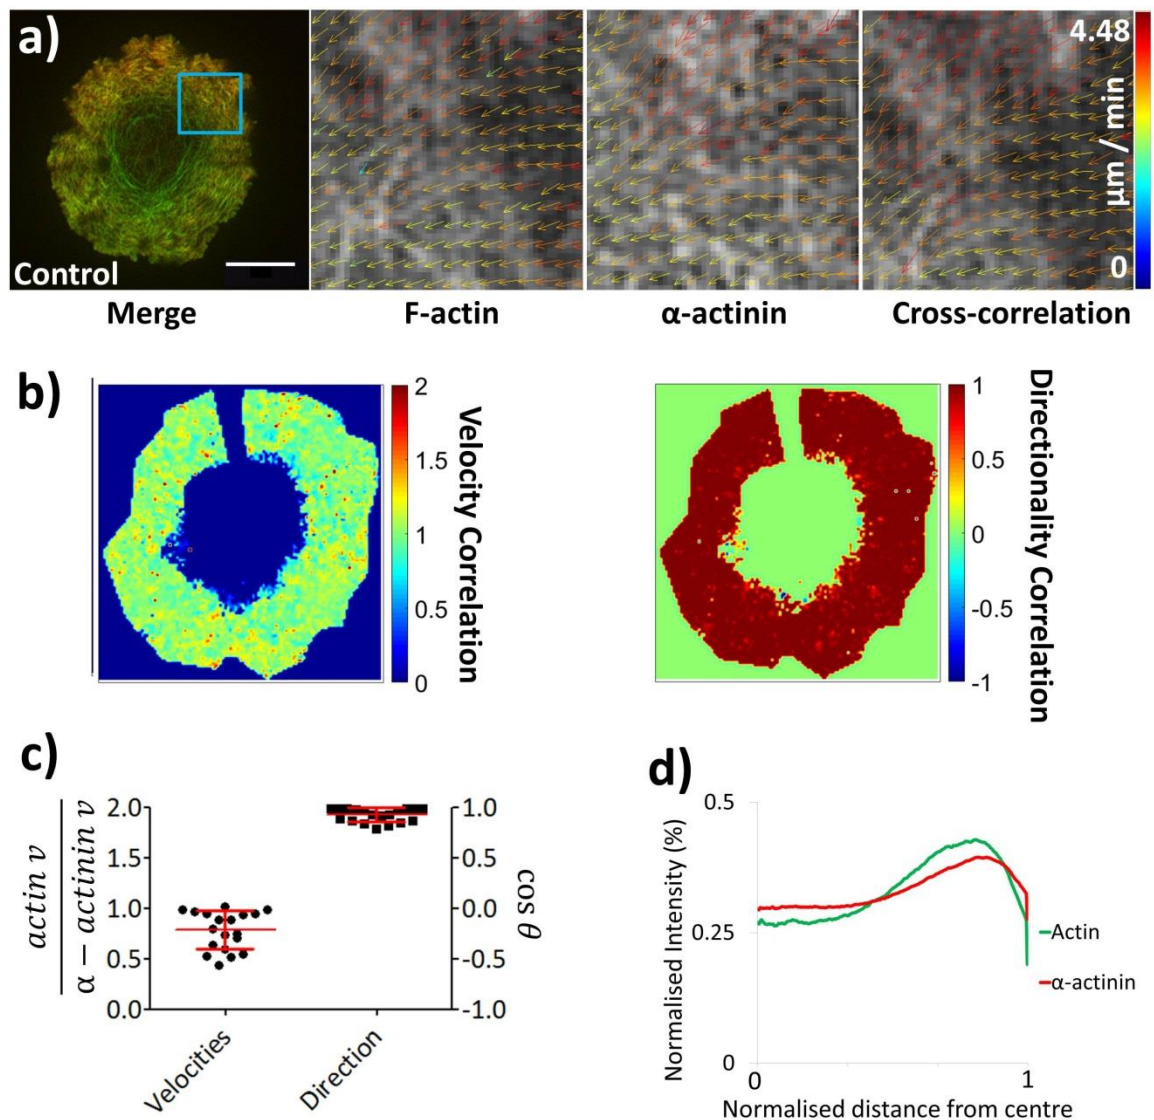 a)
4.48
µm / min
0
Control
Merge
F-actin
α-actinin
Cross-correlation
b)
2
1.5
1
0.5
0
Velocity Correlation
1
0.5
0
-0.5
-1
Directionality Correlation
c)
actin v
α − actinin v
2.0
1.5
1.0
0.5
0.0
1.0
0.5
0.0
-0.5
-1.0
cos θ
Velocities
Direction
d)
Normalised Intensity (%)
0.5
0.25
0
Actin
α-actinin
0
1
Normalised distance from centre